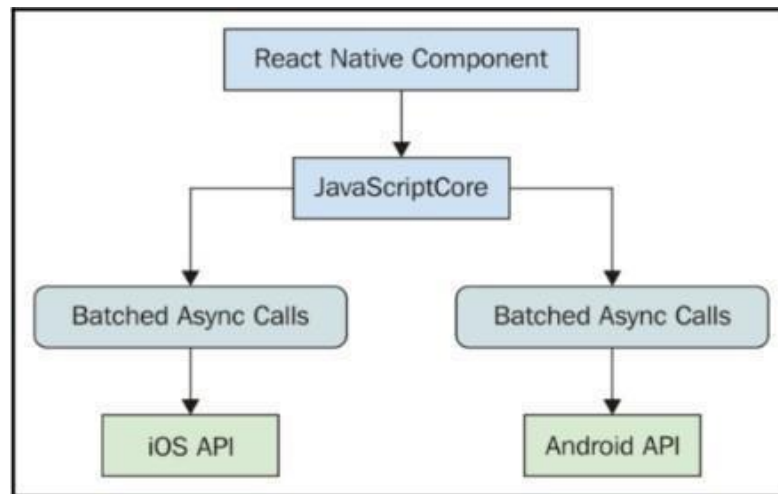 React Native Component
JavaScriptCore
Batched Async Calls
Batched Async Calls
iOS API
Android API